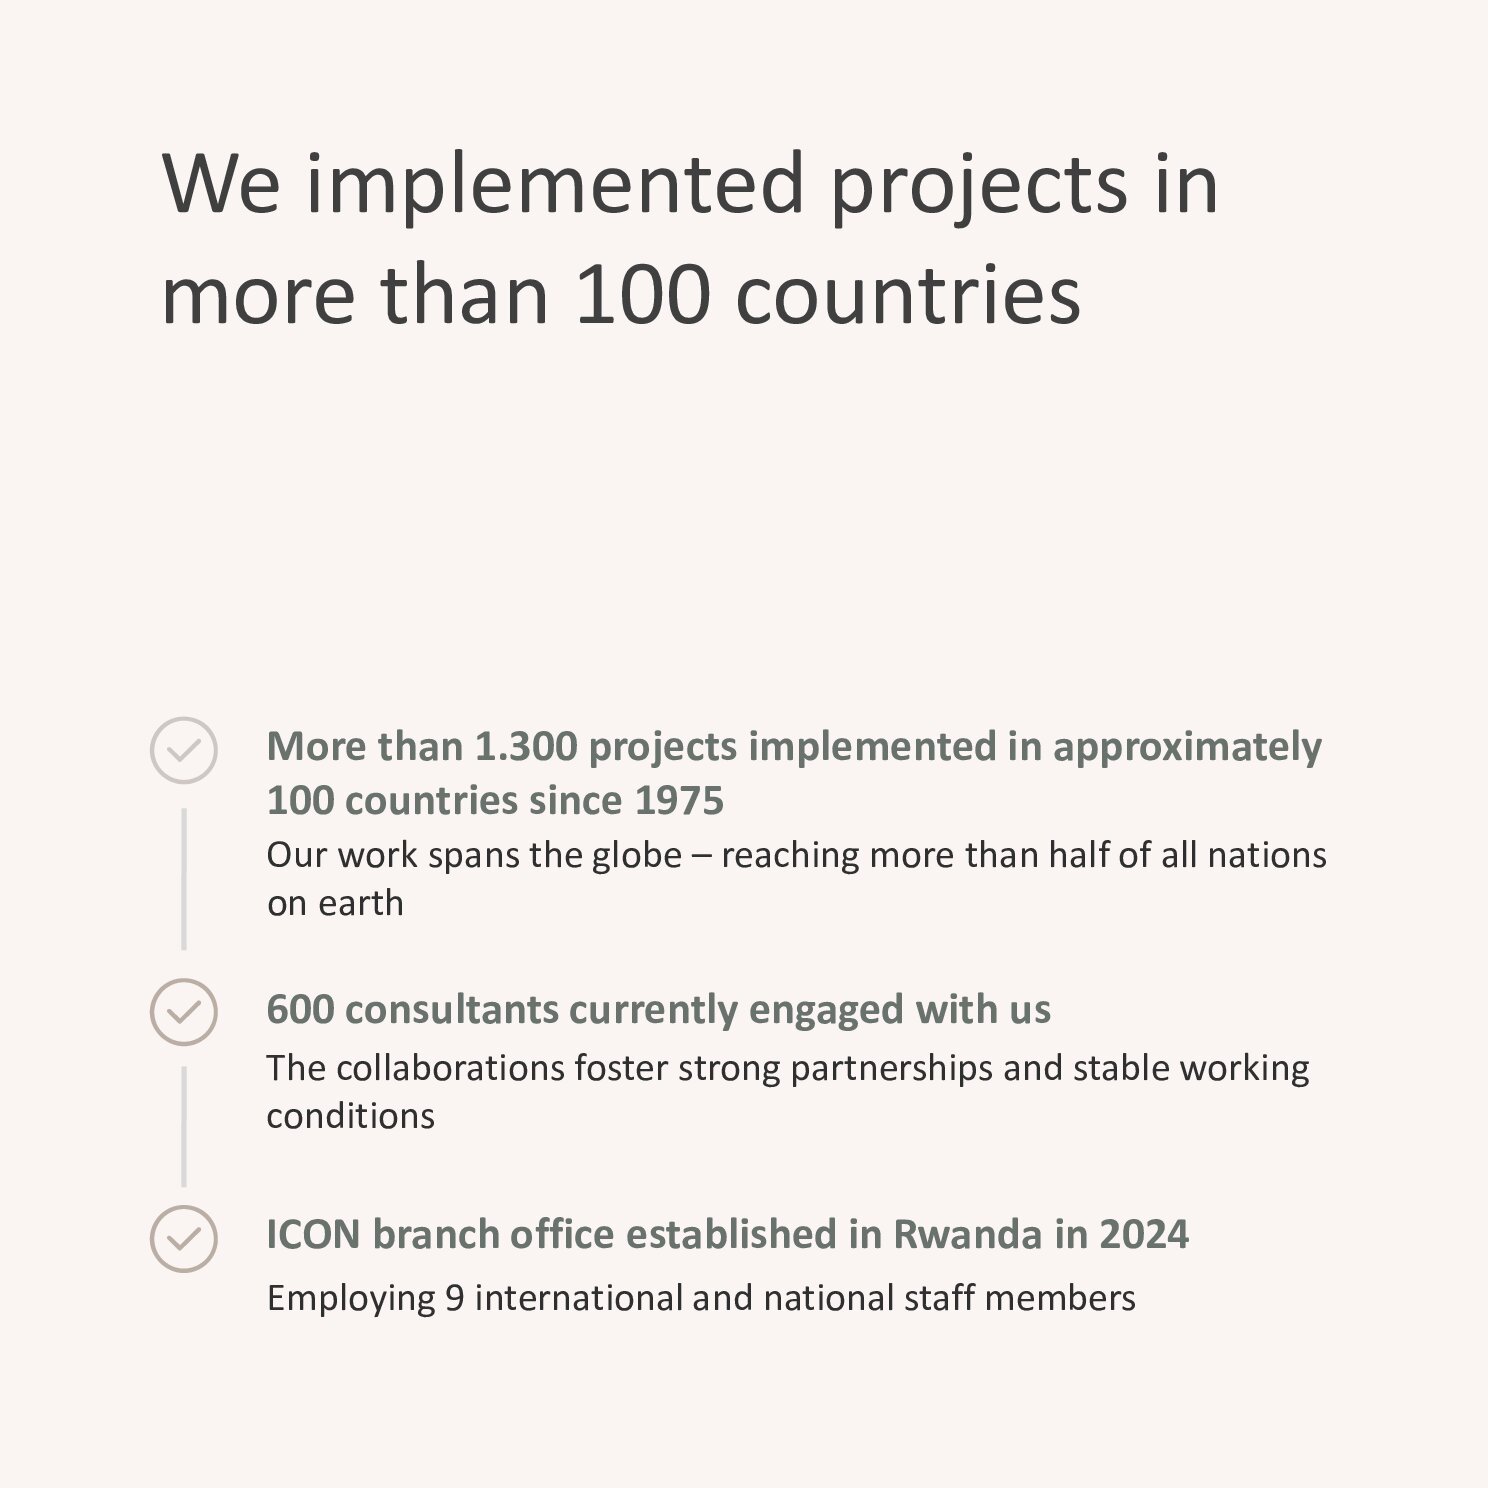 We implemented projects in
more than 100 countries
More than 1.300 projects implemented in approximately
100 countries since 1975
Our work spans the globe – reaching more than half of all nations
on earth
600 consultants currently engaged with us
The collaborations foster strong partnerships and stable working
conditions
ICON branch office established in Rwanda in 2024
Employing 9 international and national staff members